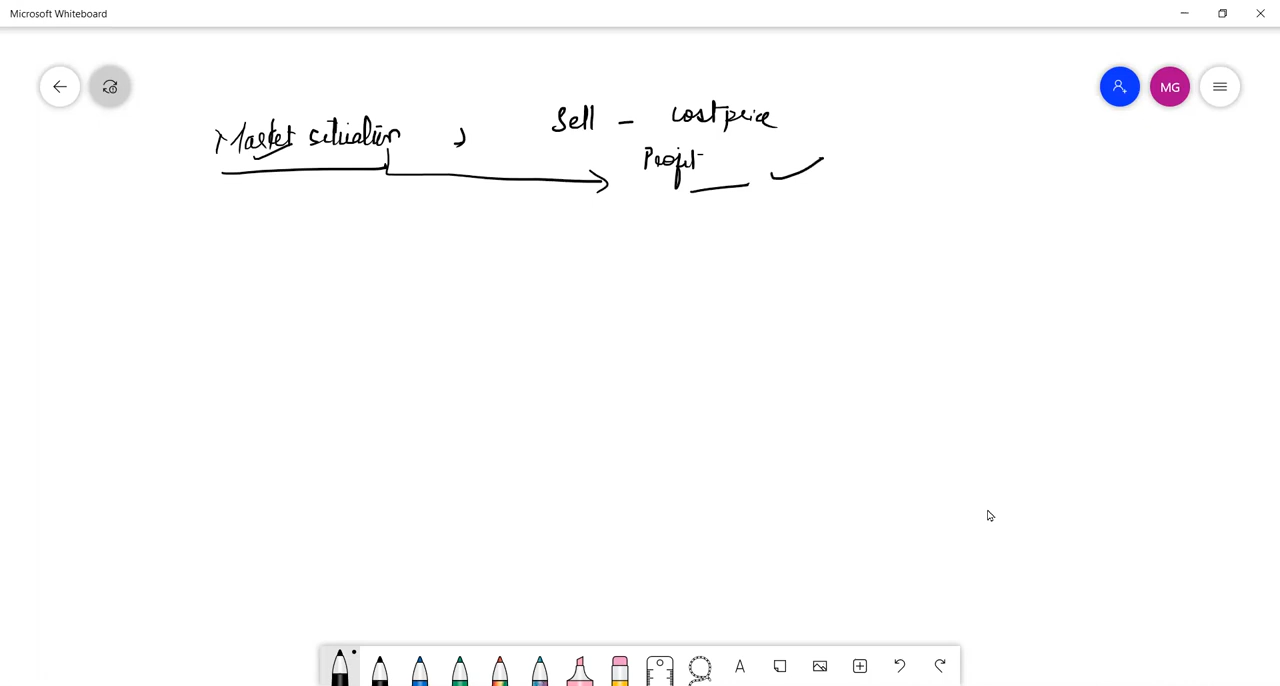 Microsoft Whiteboard
MG
Market situation , Sell - cost price
Profit
A